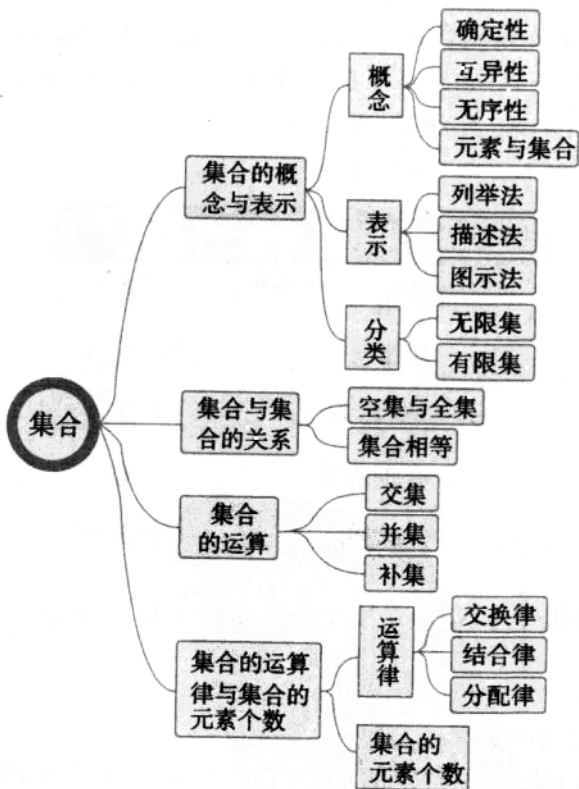 确定性
互异性
无序性
元素与集合
概念
集合的概
念与表示
列举法
描述法
图示法
表示
无限集
有限集
分类
集合
集合与集
合的关系
空集与全集
集合相等
集合
的运算
交集
并集
补集
集合的运算
律与集合的
元素个数
运算律
交换律
结合律
分配律
集合的
元素个数